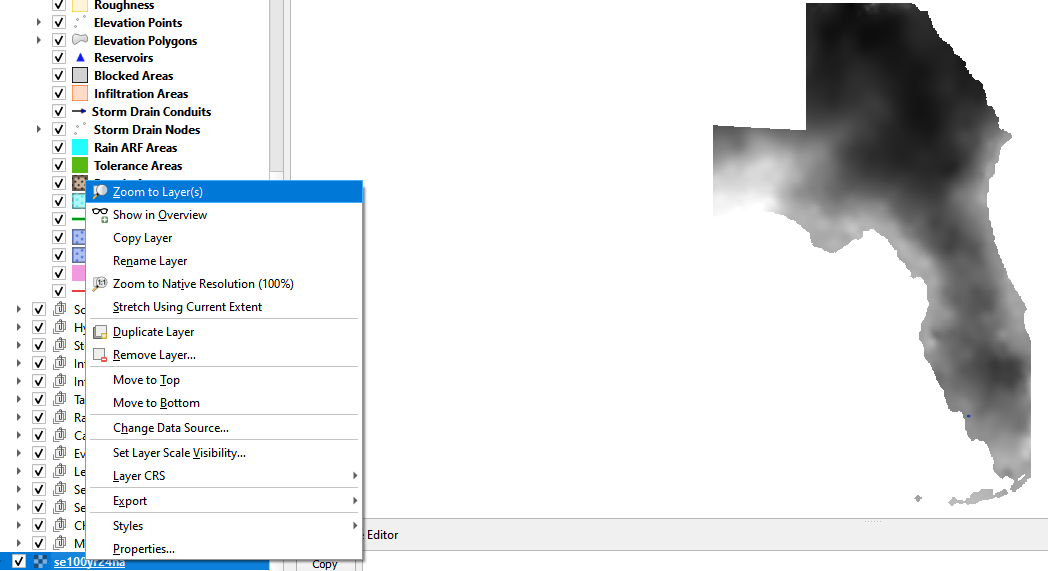 Roughness
Elevation Points
Elevation Polygons
Reservoirs
Blocked Areas
Infiltration Areas
Storm Drain Conduits
Storm Drain Nodes
Rain ARF Areas
Tolerance Areas
Zoom to Layer(s)
Show in Overview
Copy Layer
Rename Layer
Zoom to Native Resolution (100%)
Stretch Using Current Extent
Duplicate Layer
Remove Layer...
Move to Top
Move to Bottom
Change Data Source...
Set Layer Scale Visibility...
Layer CRS
Export
Styles
Properties...
Sc
Hy
St
Inf
Inf
Ta
Ra
Ca
Ev
Le
Se
Se
Ch
M
se100yr24ha
Editor
Copy